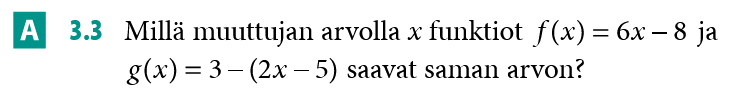 A 3.3 Millä muuttujan arvolla x funktiot f(x) = 6x – 8 ja
g(x) = 3 – (2x – 5) saavat saman arvon?